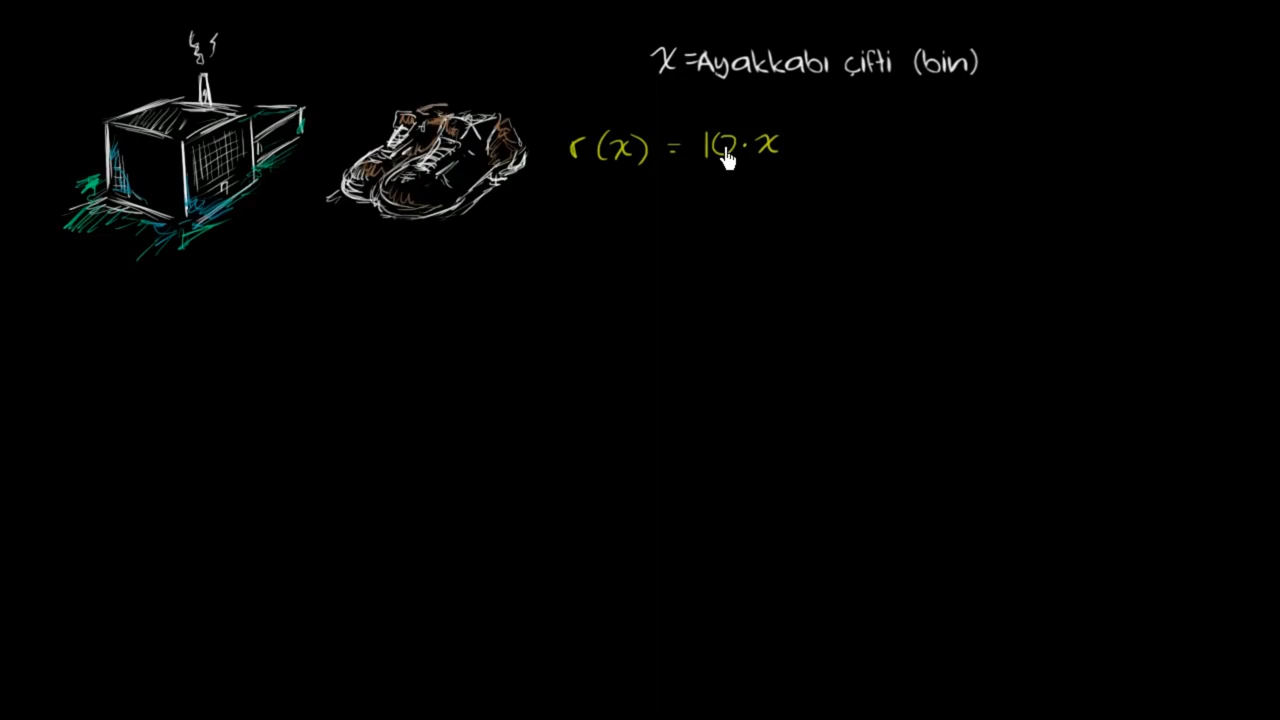 x = Ayakkabı çifti (bin)
r(x) = 10 · x